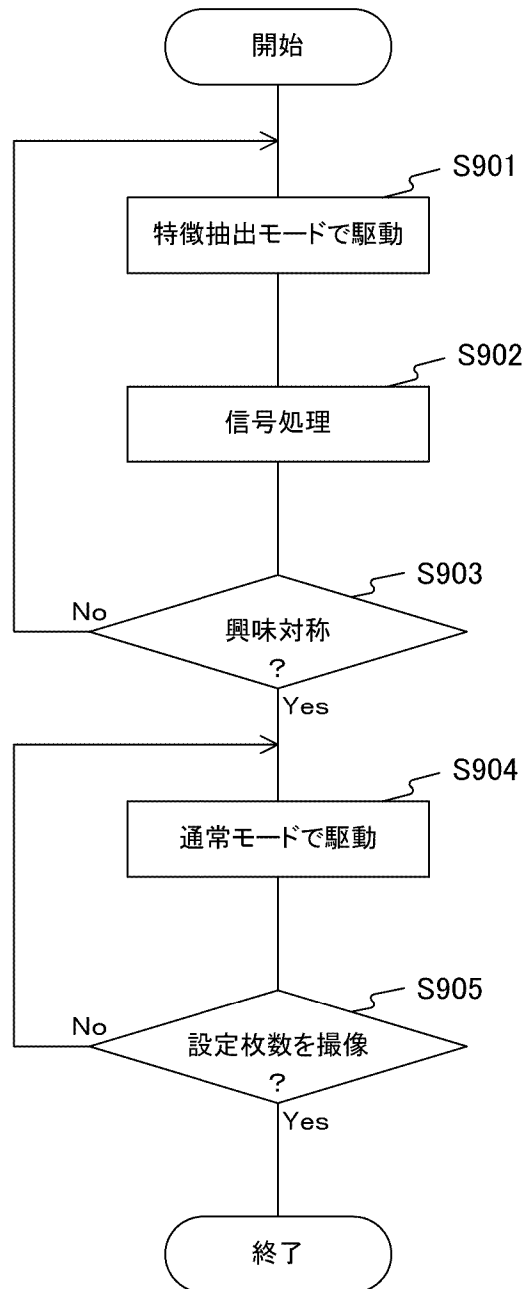 開始
S901
特徴抽出モードで駆動
S902
信号処理
S903
No
興味対称
?
Yes
S904
通常モードで駆動
S905
No
設定枚数を撮像
?
Yes
終了